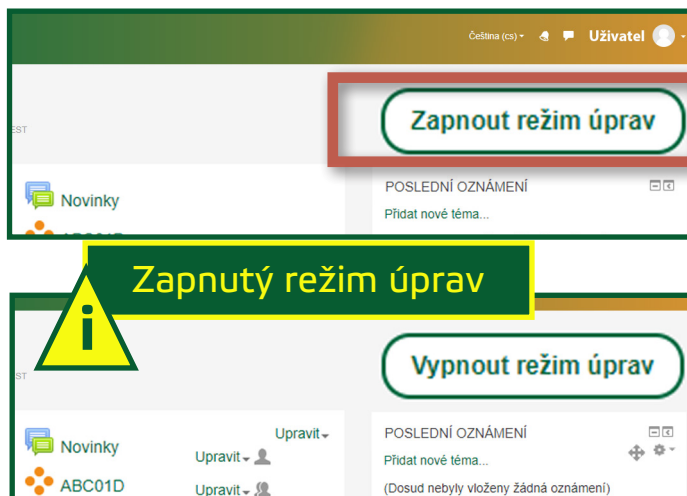 Čeština (cs)
Uživatel
EST
Zapnout režim úprav
Novinky
POSLEDNÍ OZNÁMENÍ
Přidat nové téma...
Zapnutý režim úprav
i
ST
Vypnout režim úprav
Upravit
Novinky
Upravit
POSLEDNÍ OZNÁMENÍ
Přidat nové téma...
ABC01D
Upravit
(Dosud nebyly vloženy žádná oznámení)